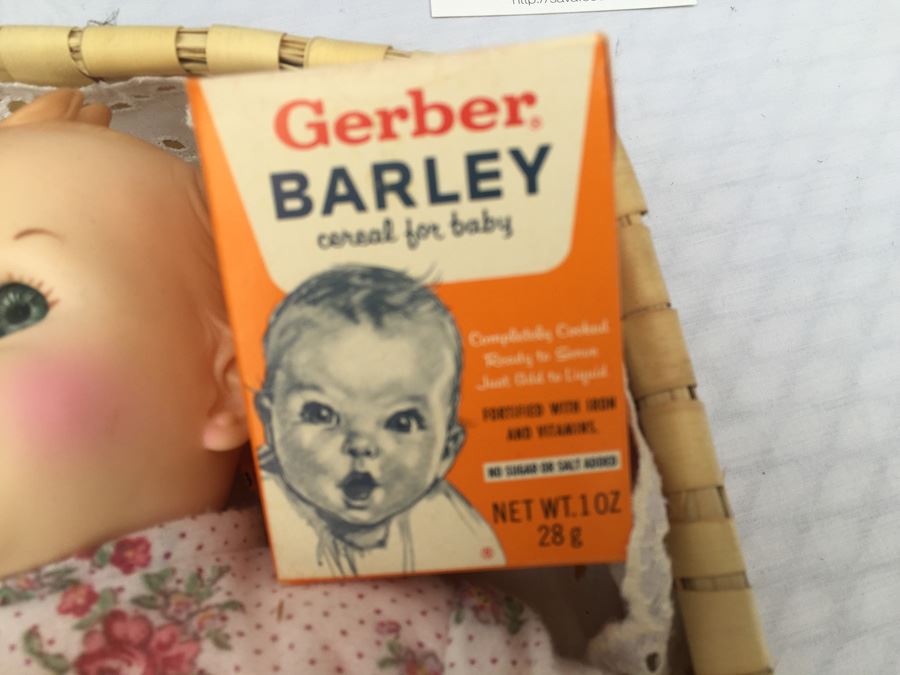 Gerber®
BARLEY
cereal for baby
Completely Cooked
Ready to Serve
Just Add to Liquid
FORTIFIED WITH IRON
AND VITAMINS.
NO SUGAR OR SALT ADDED
NET WT. 1 OZ
28 g
®